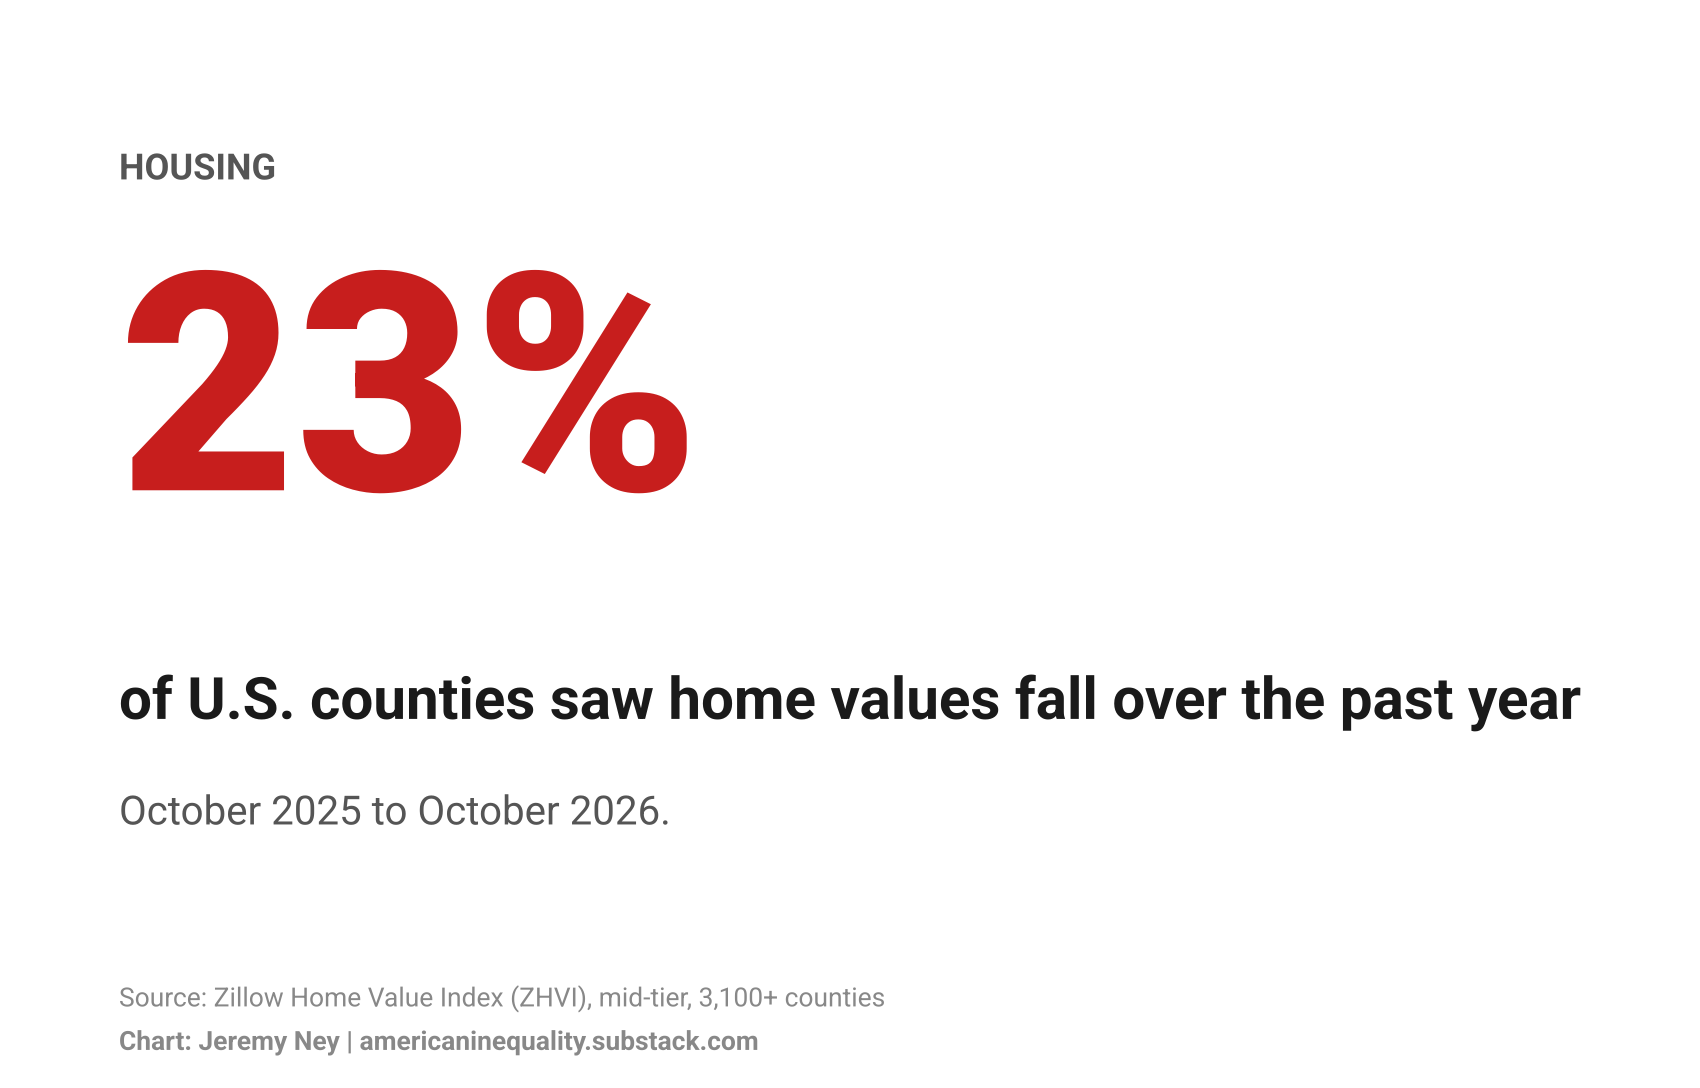 HOUSING
23%
of U.S. counties saw home values fall over the past year
October 2025 to October 2026.
Source: Zillow Home Value Index (ZHVI), mid-tier, 3,100+ counties
Chart: Jeremy Ney | americaninequality.substack.com